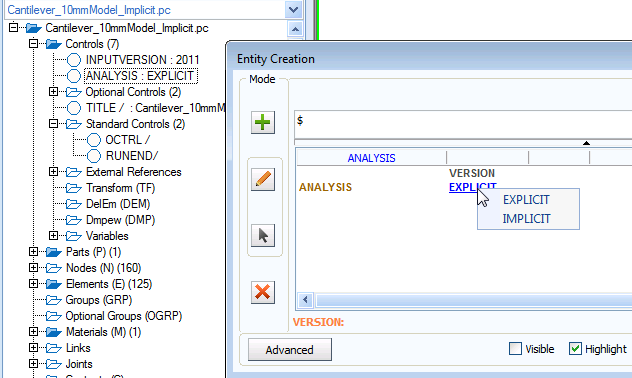 Cantilever_10mmModel_Implicit.pc
Cantilever_10mmModel_Implicit.pc
Controls (7)
INPUTVERSION : 2011
ANALYSIS : EXPLICIT
Optional Controls (2)
TITLE / : Cantilever_10mmM
Standard Controls (2)
OCTRL /
RUNEND/
External References
Transform (TF)
DelEm (DEM)
Dmpew (DMP)
Variables
Parts (P) (1)
Nodes (N) (160)
Elements (E) (125)
Groups (GRP)
Optional Groups (OGRP)
Materials (M) (1)
Links
Joints
Entity Creation
Mode
$
ANALYSIS
VERSION
ANALYSIS EXPLICIT
EXPLICIT
IMPLICIT
VERSION:
Advanced
Visible
Highlight